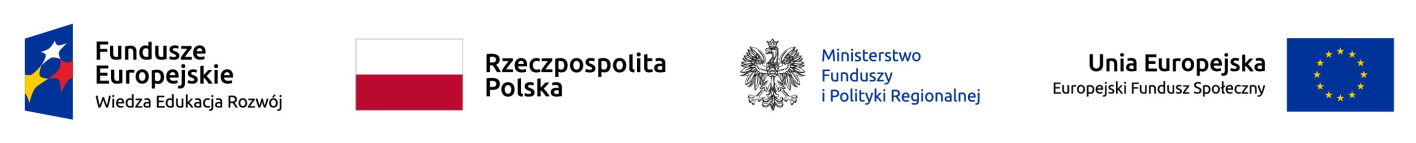 Fundusze
Europejskie
Wiedza Edukacja Rozwój
Rzeczpospolita
Polska
Ministerstwo
Funduszy
i Polityki Regionalnej
Unia Europejska
Europejski Fundusz Społeczny